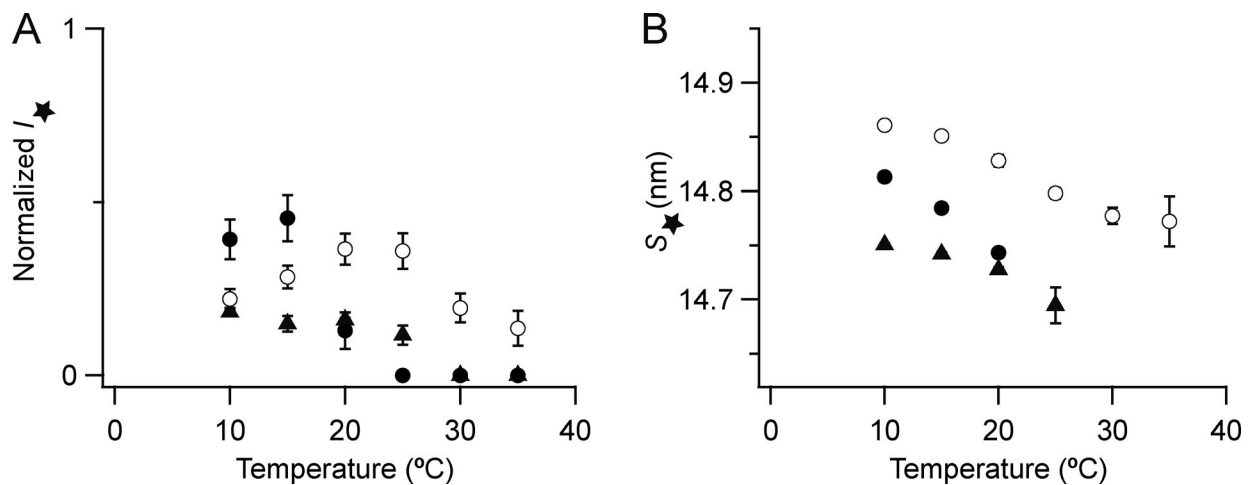 A
1
Normalized I★
0
0 10 20 30 40
Temperature (ºC)
B
14.9
14.8
14.7
S★ (nm)
0 10 20 30 40
Temperature (ºC)